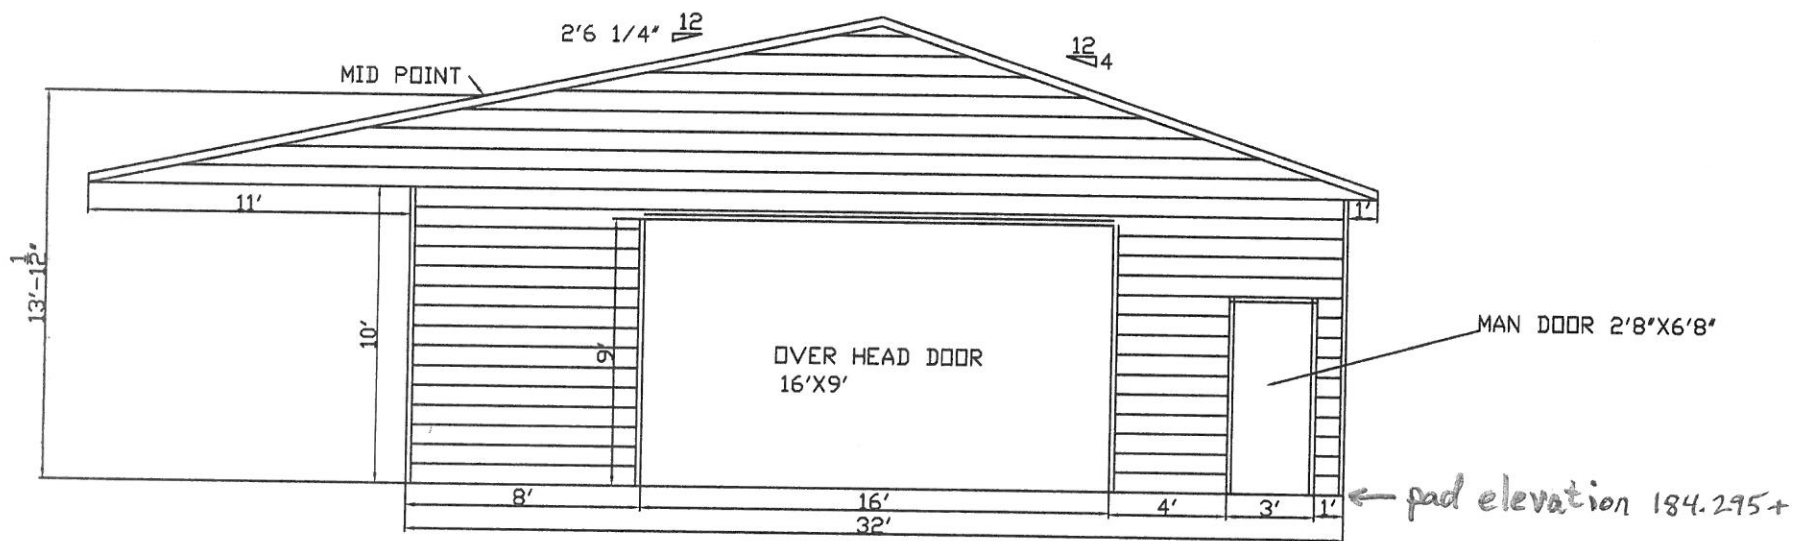 2'6 1/4" 12
12
4
MID POINT
11'
1'
13'-1 1/2"
10'
9'
OVER HEAD DOOR
16'X9'
MAN DOOR 2'8"X6'8"
8' 16' 4' 3' 1'
32'
← pad elevation 184.295+